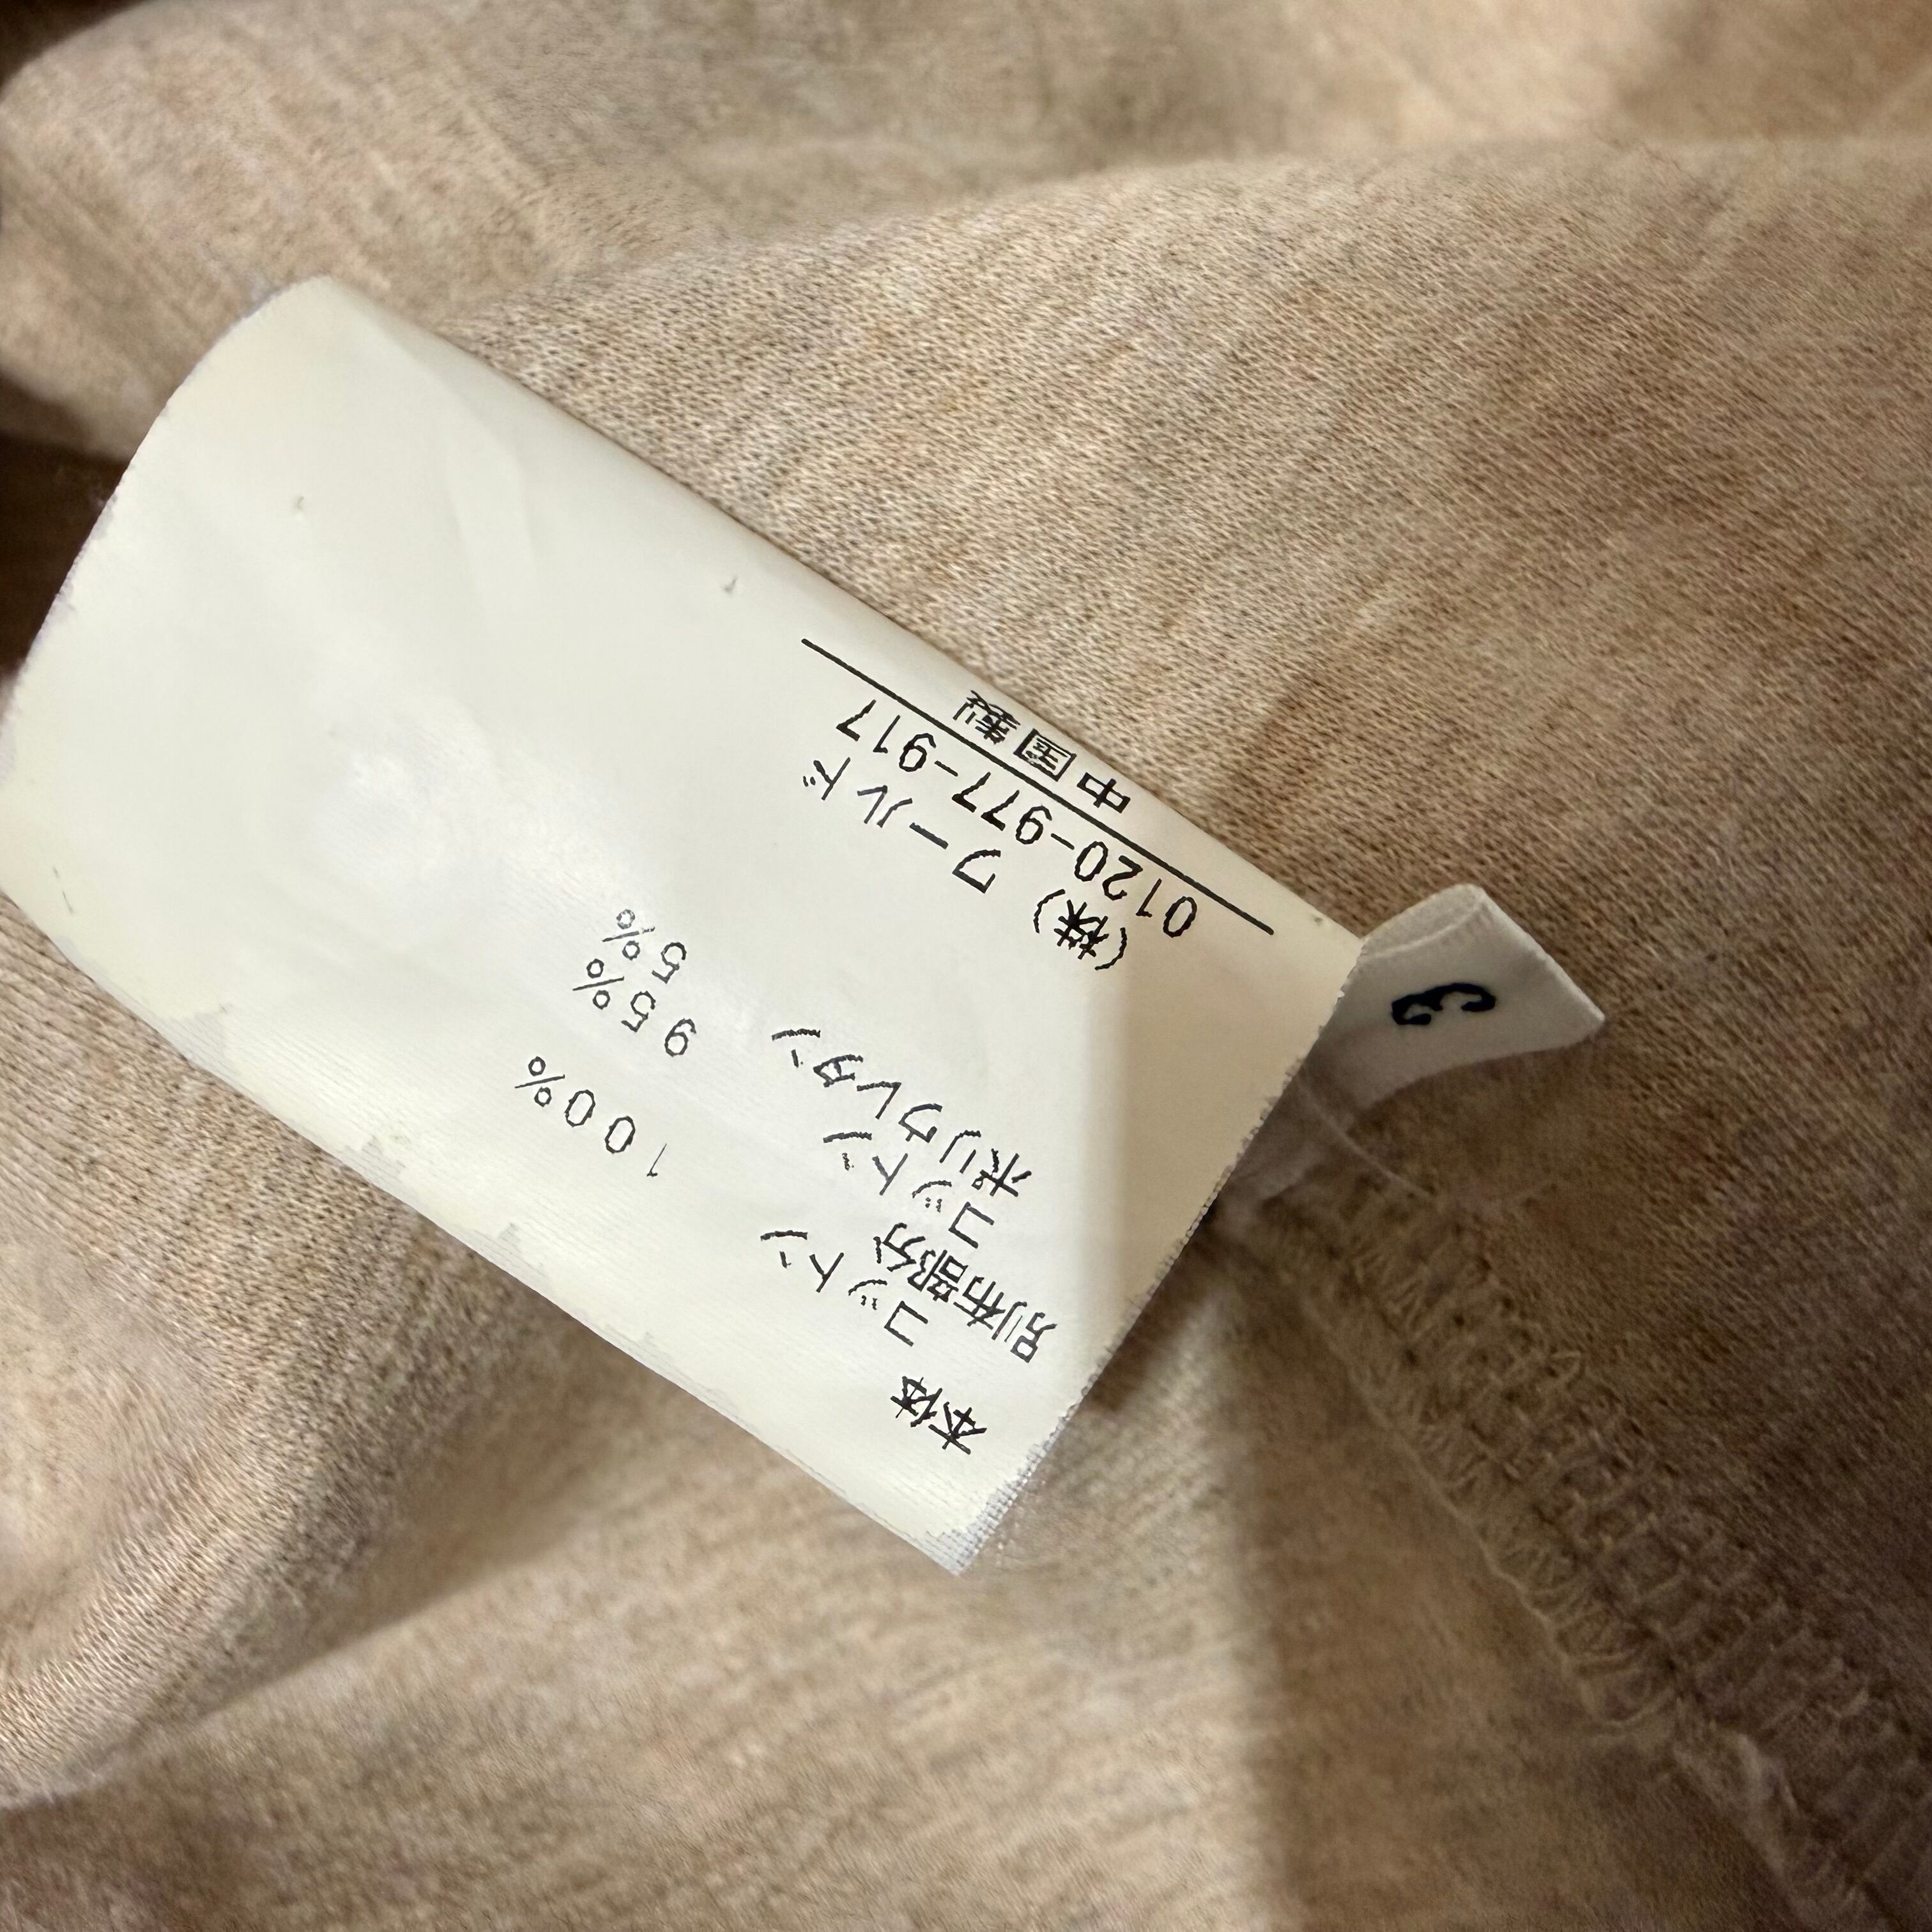 本体
コットン 100%
別布部分
コットン 95%
ポリウレタン 5%
(株) ワールド
0120-977-917
中国製
3